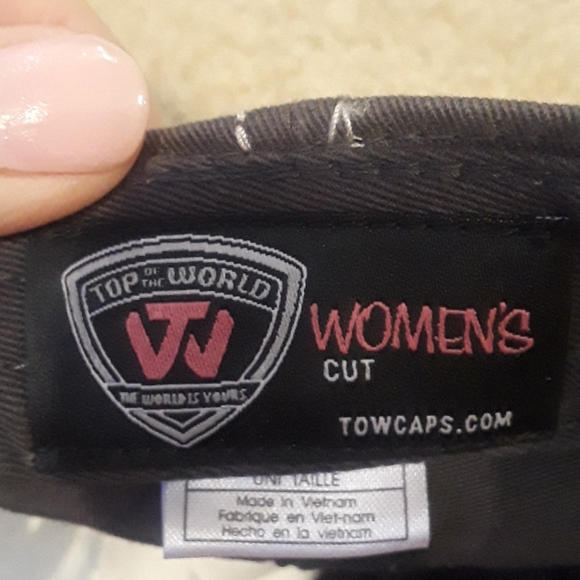 TOP OF THE WORLD
TW
THE WORLD IS YOURS
WOMEN'S
CUT
TOWCAPS.COM
UNI TAILLE
Made in Vietnam
Fabrique en Viet-nam
Hecho en la vietnam